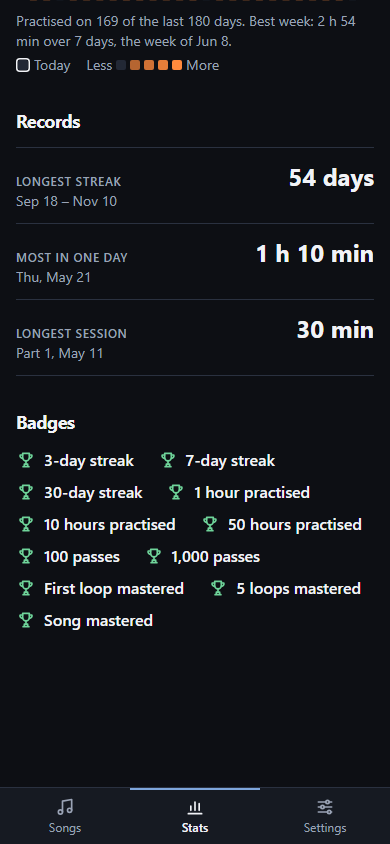 Practised on 169 of the last 180 days. Best week: 2 h 54
min over 7 days, the week of Jun 8.
Today Less More
Records
LONGEST STREAK 54 days
Sep 18 – Nov 10
MOST IN ONE DAY 1 h 10 min
Thu, May 21
LONGEST SESSION 30 min
Part 1, May 11
Badges
3-day streak 7-day streak
30-day streak 1 hour practised
10 hours practised 50 hours practised
100 passes 1,000 passes
First loop mastered 5 loops mastered
Song mastered
Songs Stats Settings